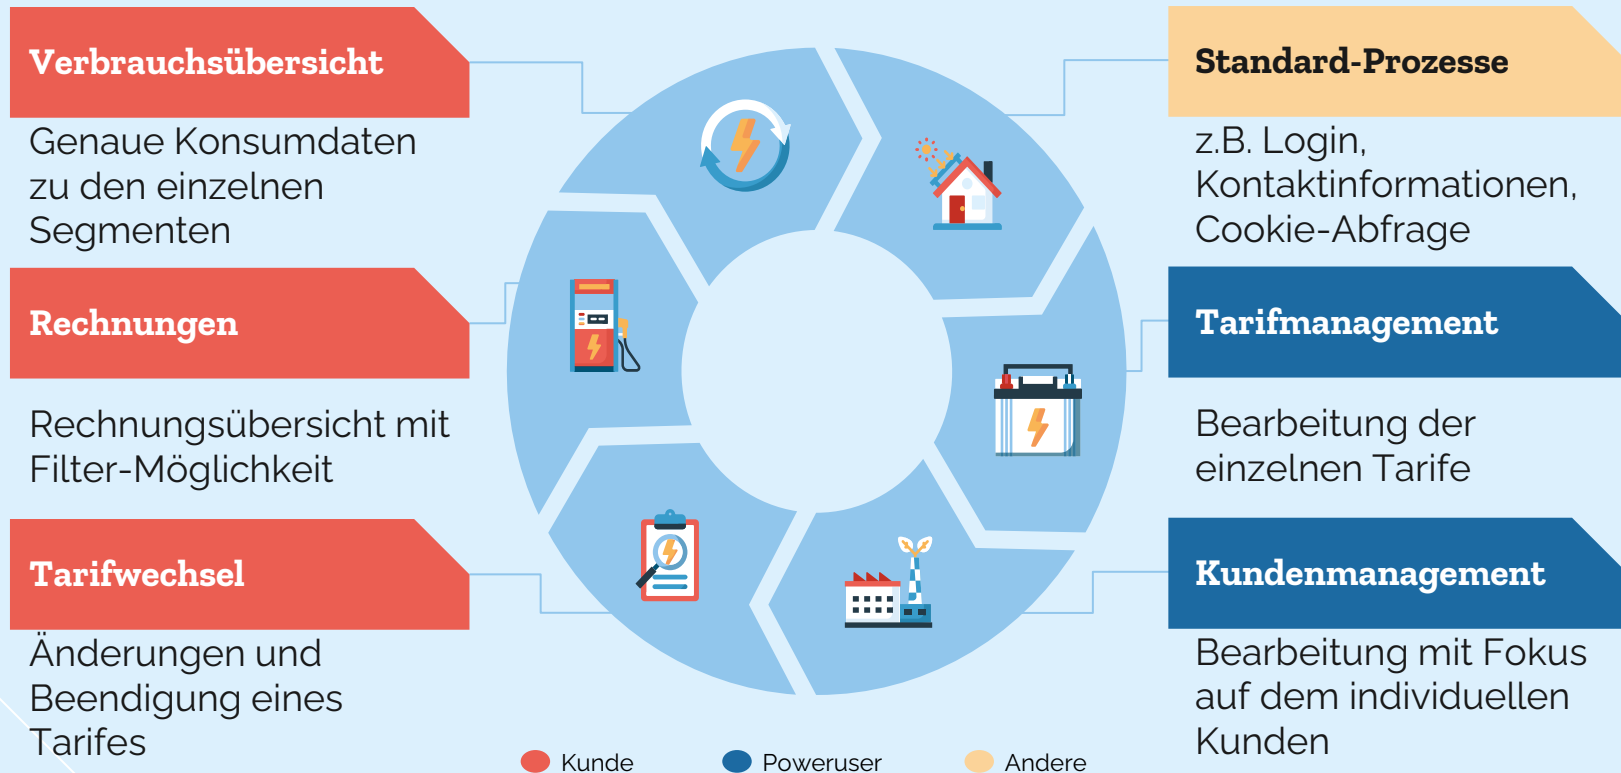 Verbrauchsübersicht
Genaue Konsumdaten
zu den einzelnen
Segmenten
Rechnungen
Rechnungsübersicht mit
Filter-Möglichkeit
Tarifwechsel
Änderungen und
Beendigung eines
Tarifes
Standard-Prozesse
z.B. Login,
Kontaktinformationen,
Cookie-Abfrage
Tarifmanagement
Bearbeitung der
einzelnen Tarife
Kundenmanagement
Bearbeitung mit Fokus
auf dem individuellen
Kunden
Kunde
Poweruser
Andere